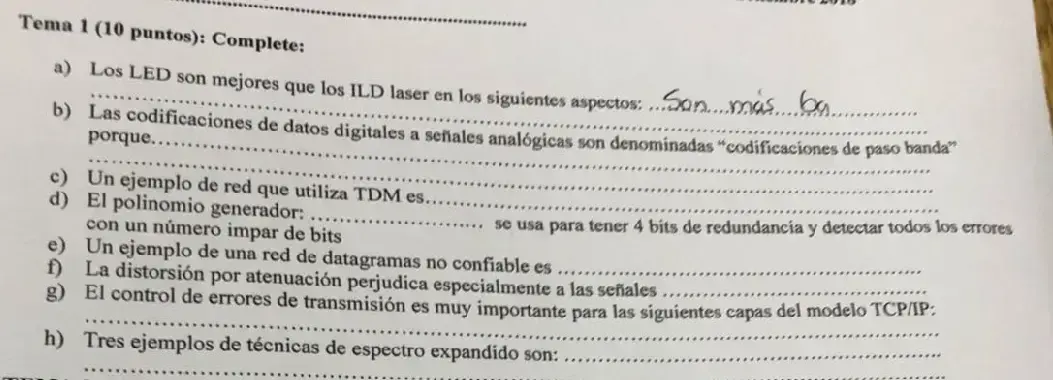 Tema 1 (10 puntos): Complete:
a) Los LED son mejores que los ILD laser en los siguientes aspectos: ...Son...más...ba...........
b) Las codificaciones de datos digitales a señales analógicas son denominadas “codificaciones de paso banda”
porque..................
c) Un ejemplo de red que utiliza TDM es..................
d) El polinomio generador: .................. se usa para tener 4 bits de redundancia y detectar todos los errores
con un número impar de bits
e) Un ejemplo de una red de datagramas no confiable es ..................
f) La distorsión por atenuación perjudica especialmente a las señales ..................
g) El control de errores de transmisión es muy importante para las siguientes capas del modelo TCP/IP:
..................
h) Tres ejemplos de técnicas de espectro expandido son: ..................